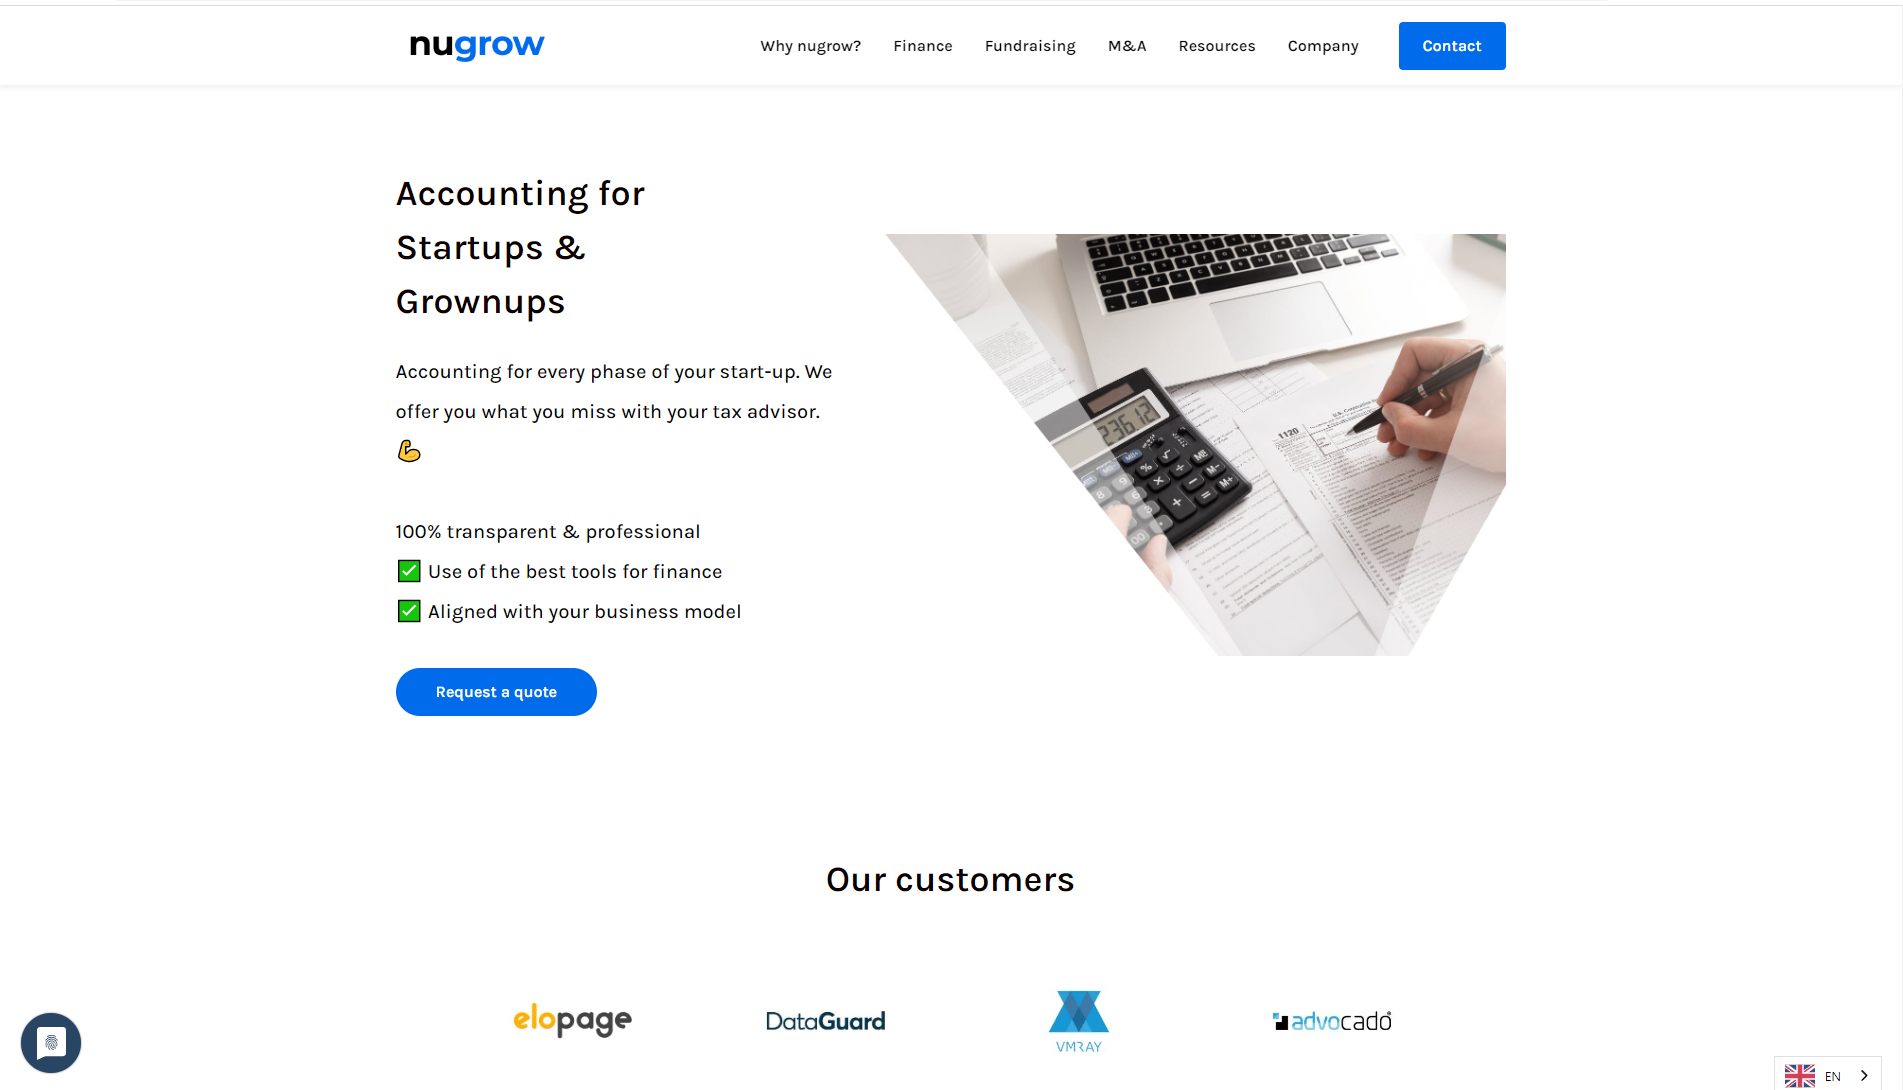 nugrow
Why nugrow? Finance Fundraising M&A Resources Company Contact
Accounting for
Startups &
Grownups
Accounting for every phase of your start-up. We
offer you what you miss with your tax advisor.
💪
100% transparent & professional
✅ Use of the best tools for finance
✅ Aligned with your business model
Request a quote
1120
Our customers
elopage DataGuard VMRAY advocado
EN